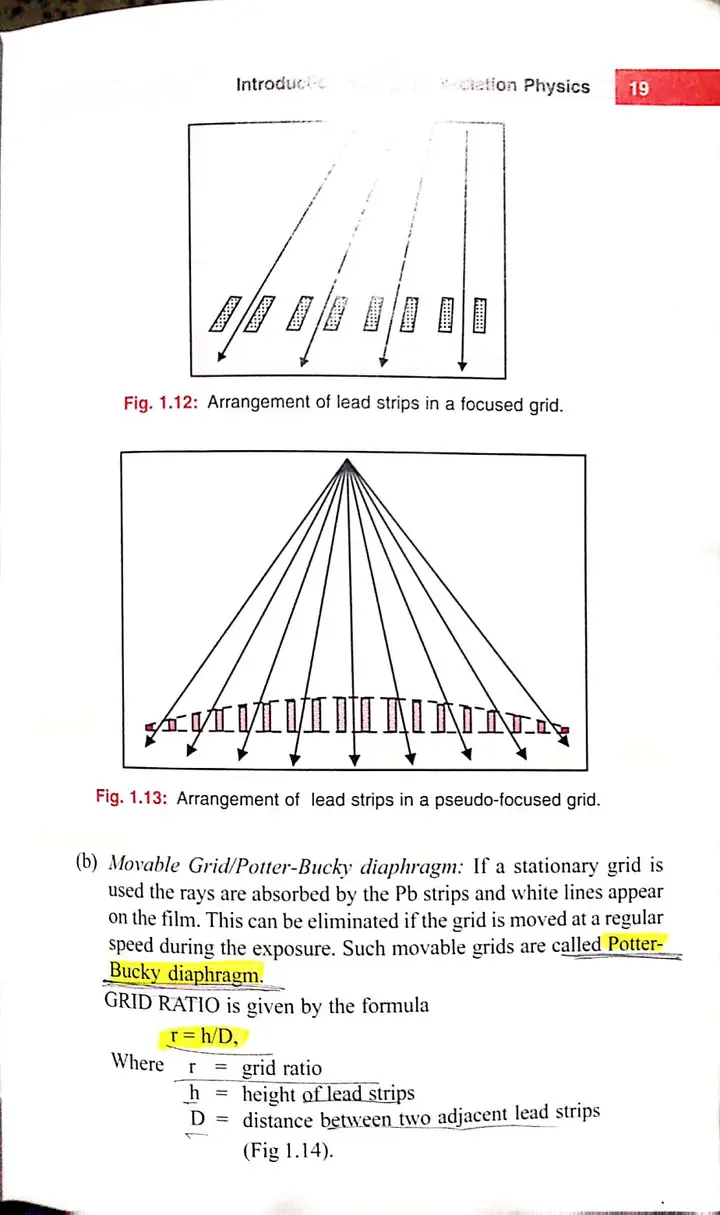 Introduc
ation Physics 19
Fig. 1.12: Arrangement of lead strips in a focused grid.
Fig. 1.13: Arrangement of lead strips in a pseudo-focused grid.
(b) Movable Grid/Potter-Bucky diaphragm: If a stationary grid is
used the rays are absorbed by the Pb strips and white lines appear
on the film. This can be eliminated if the grid is moved at a regular
speed during the exposure. Such movable grids are called Potter-
Bucky diaphragm.
GRID RATIO is given by the formula
r = h/D,
Where r = grid ratio
h = height of lead strips
D = distance between two adjacent lead strips
(Fig 1.14).